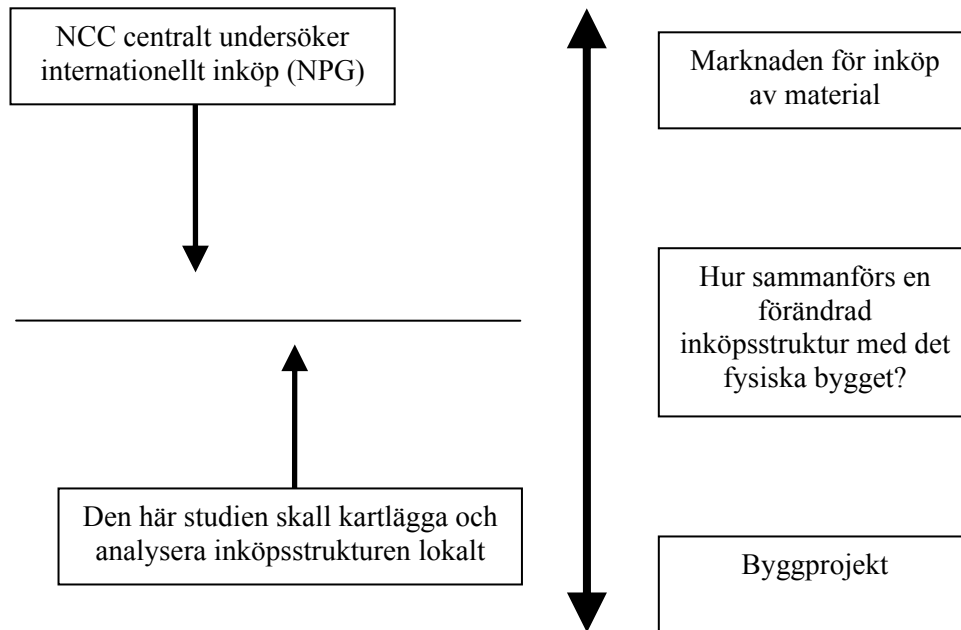 NCC centralt undersöker
internationellt inköp (NPG)
Marknaden för inköp
av material
Hur sammanförs en
förändrad
inköpsstruktur med det
fysiska bygget?
Den här studien skall kartlägga och
analysera inköpsstrukturen lokalt
Byggprojekt